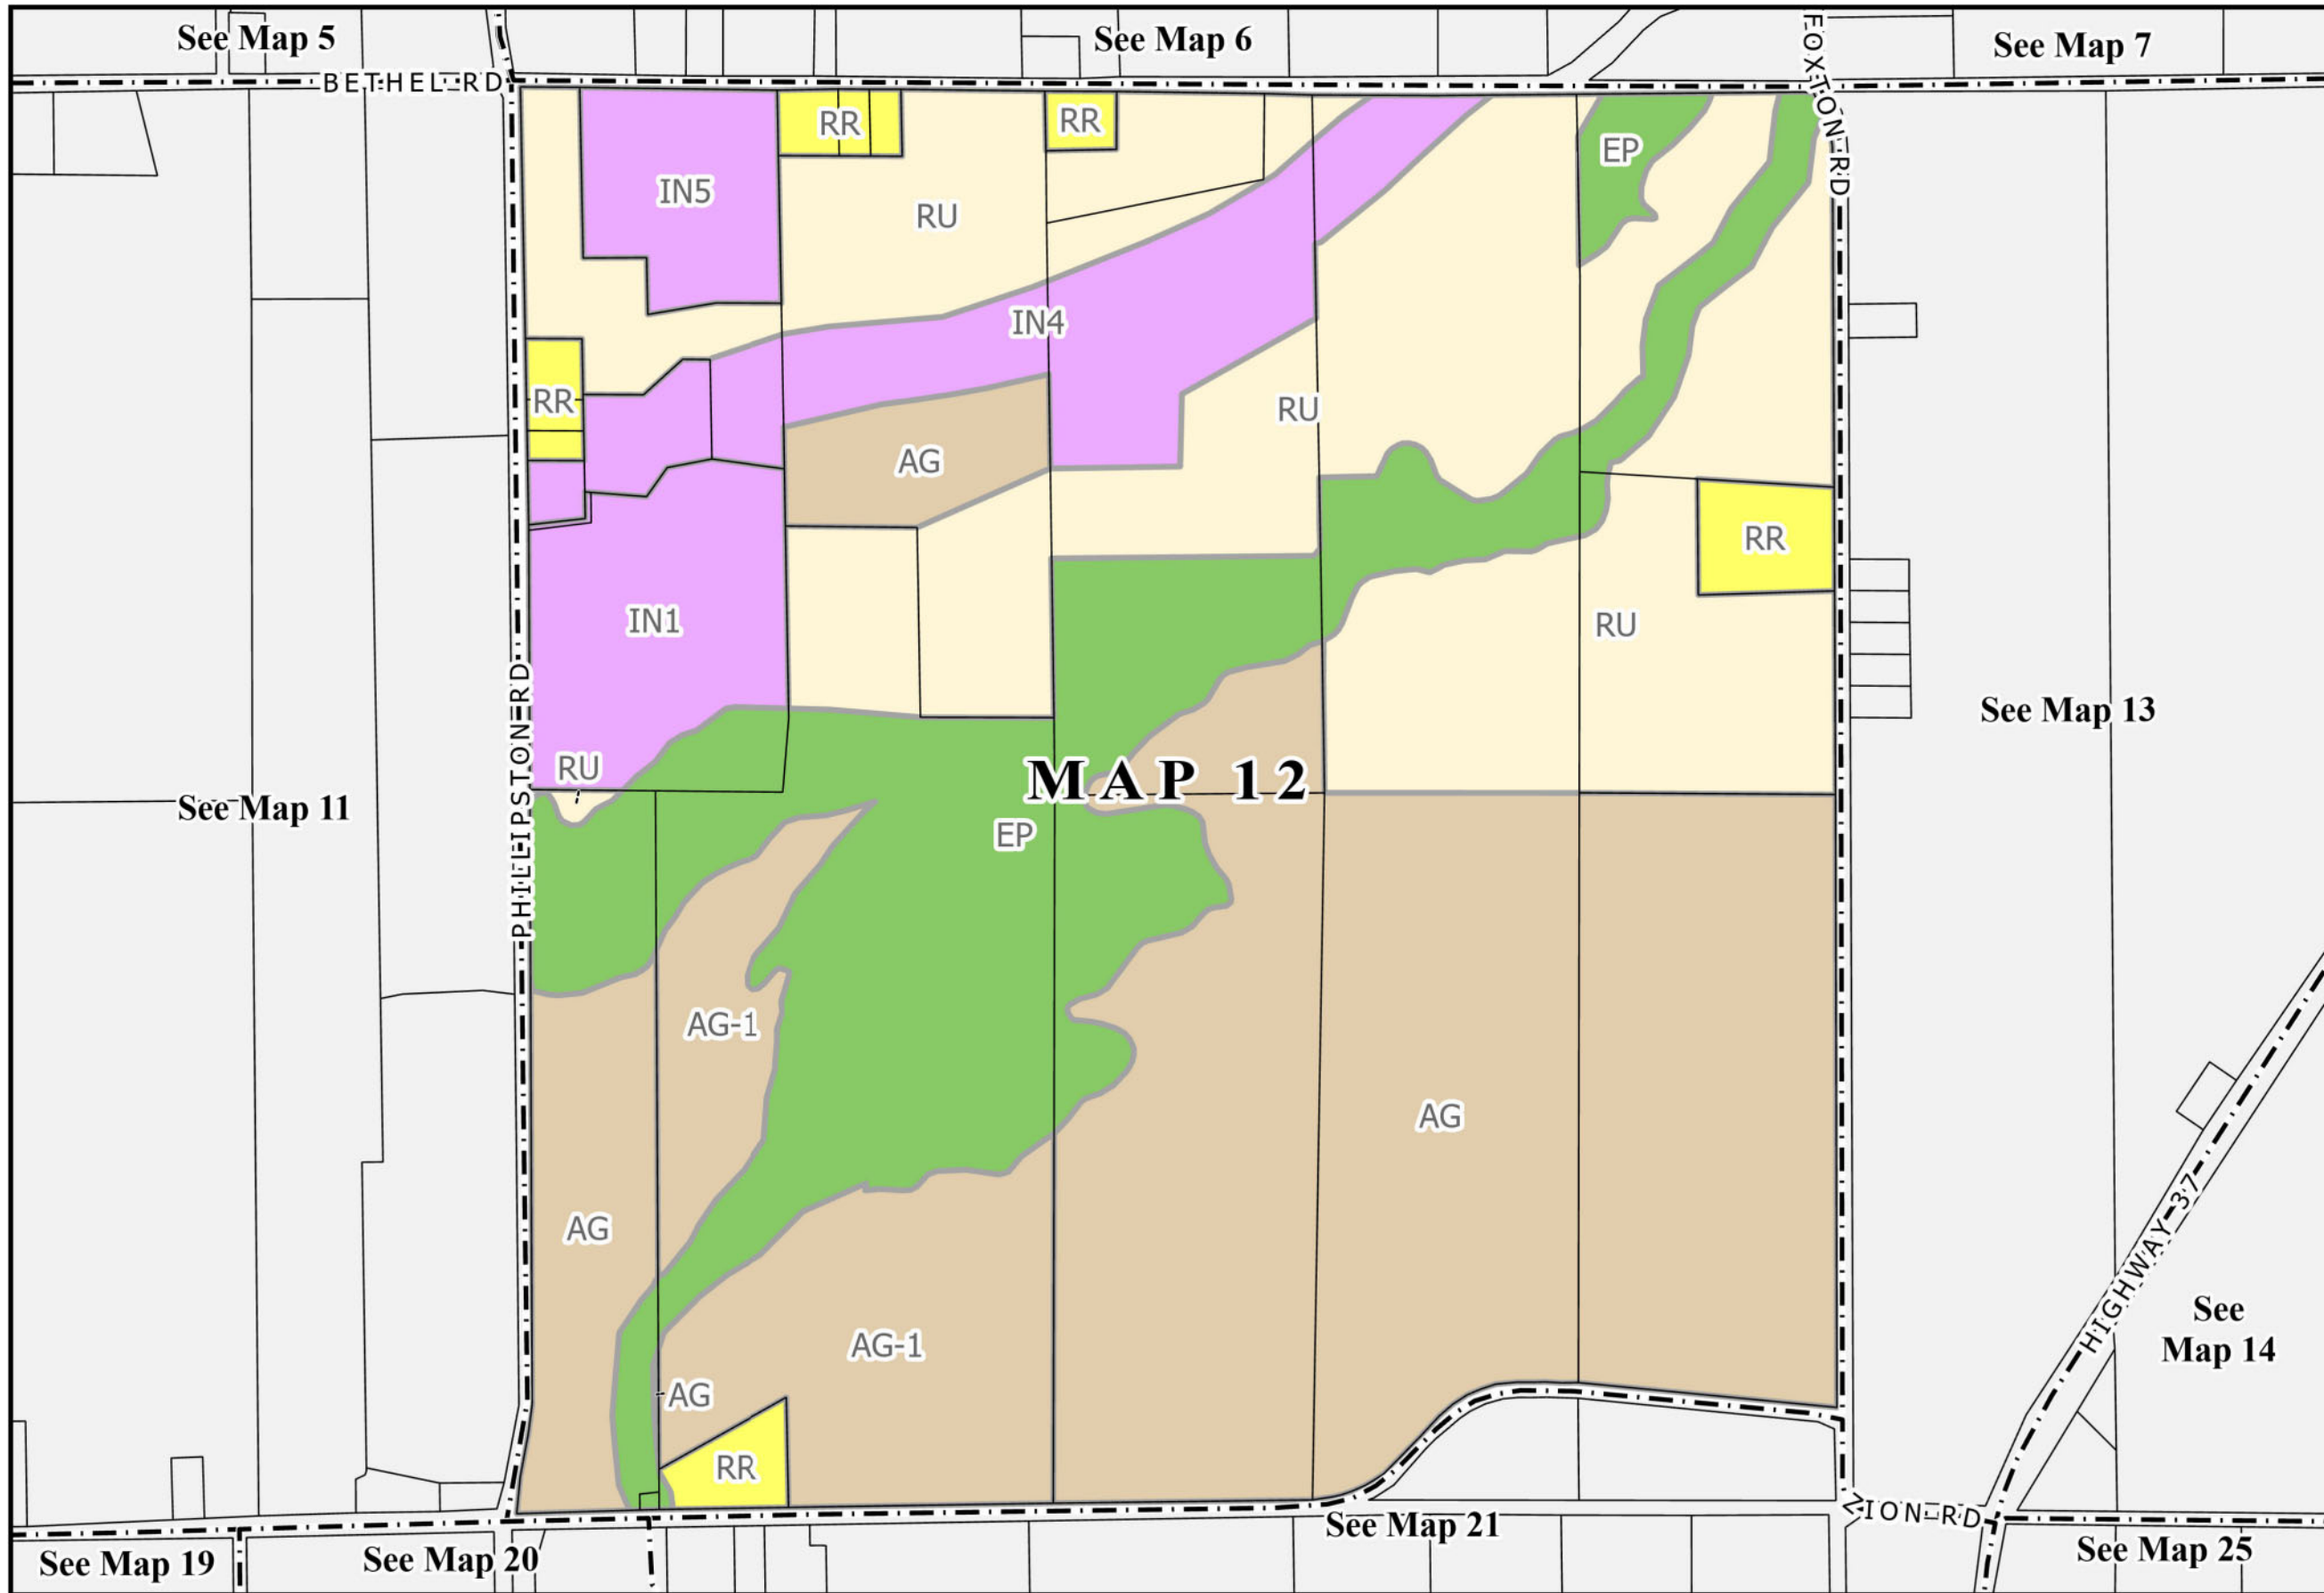 See Map 5
See Map 6
See Map 7
BETHEL RD
FOXTON RD
RR
RR
EP
IN5
RU
IN4
RR
RU
AG
RR
IN1
RU
See Map 13
PHILLIPSTON RD
RU
MAP 12
See Map 11
EP
AG-1
AG
AG
HIGHWAY 37
See
Map 14
AG-1
AG
RR
ZION RD
See Map 21
See Map 19
See Map 20
See Map 25